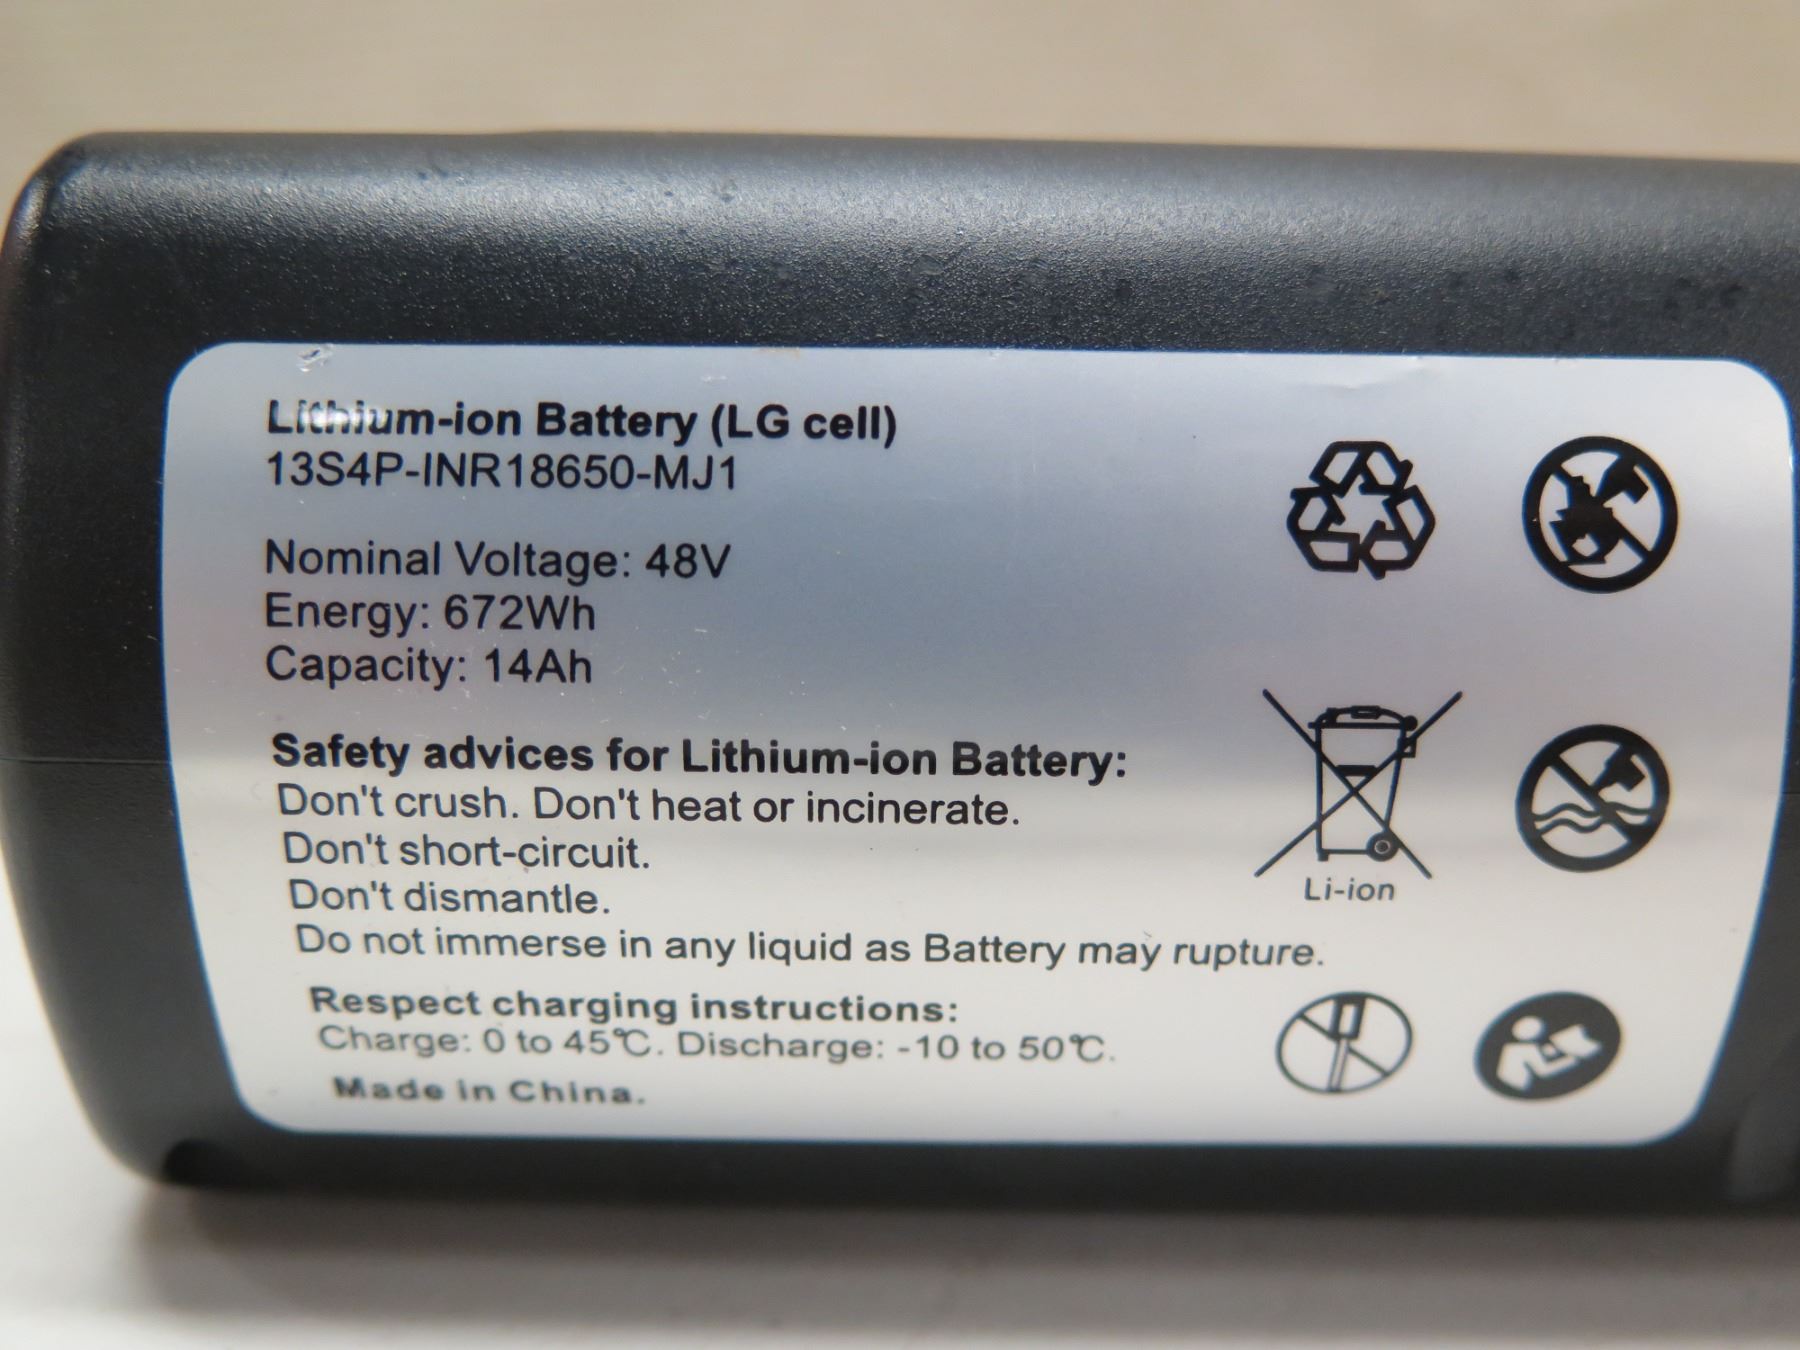 Lithium-ion Battery (LG cell)
13S4P-INR18650-MJ1
Nominal Voltage: 48V
Energy: 672Wh
Capacity: 14Ah
Safety advices for Lithium-ion Battery:
Don't crush. Don't heat or incinerate.
Don't short-circuit.
Don't dismantle.
Do not immerse in any liquid as Battery may rupture.
Respect charging instructions:
Charge: 0 to 45℃. Discharge: -10 to 50℃.
Made in China.
Li-ion